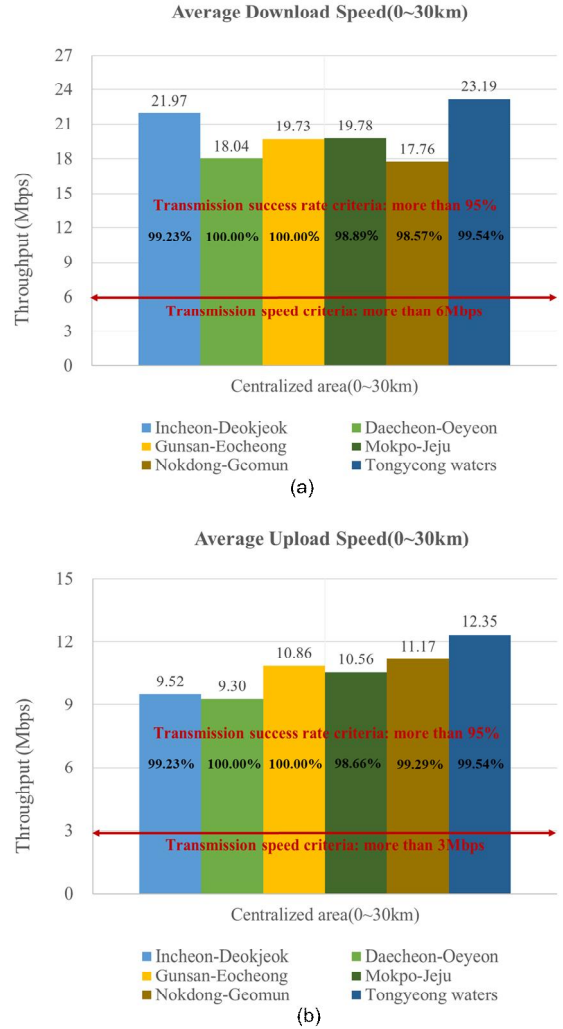 Average Download Speed(0~30km)
27
24
21
18
15
12
9
6
3
0
Throughput (Mbps)
21.97
18.04
19.73
19.78
17.76
23.19
Transmission success rate criteria: more than 95%
99.23% 100.00% 100.00% 98.89% 98.57% 99.54%
Transmission speed criteria: more than 6Mbps
Centralized area(0~30km)
Incheon-Deokjeok Daecheon-Oeyeon
Gunsan-Eocheong Mokpo-Jeju
Nokdong-Geomun Tongyeong waters
(a)
Average Upload Speed(0~30km)
15
12
9
6
3
0
Throughput (Mbps)
9.52
9.30
10.86
10.56
11.17
12.35
Transmission success rate criteria: more than 95%
99.23% 100.00% 100.00% 98.66% 99.29% 99.54%
Transmission speed criteria: more than 3Mbps
Centralized area(0~30km)
Incheon-Deokjeok Daecheon-Oeyeon
Gunsan-Eocheong Mokpo-Jeju
Nokdong-Geomun Tongyeong waters
(b)